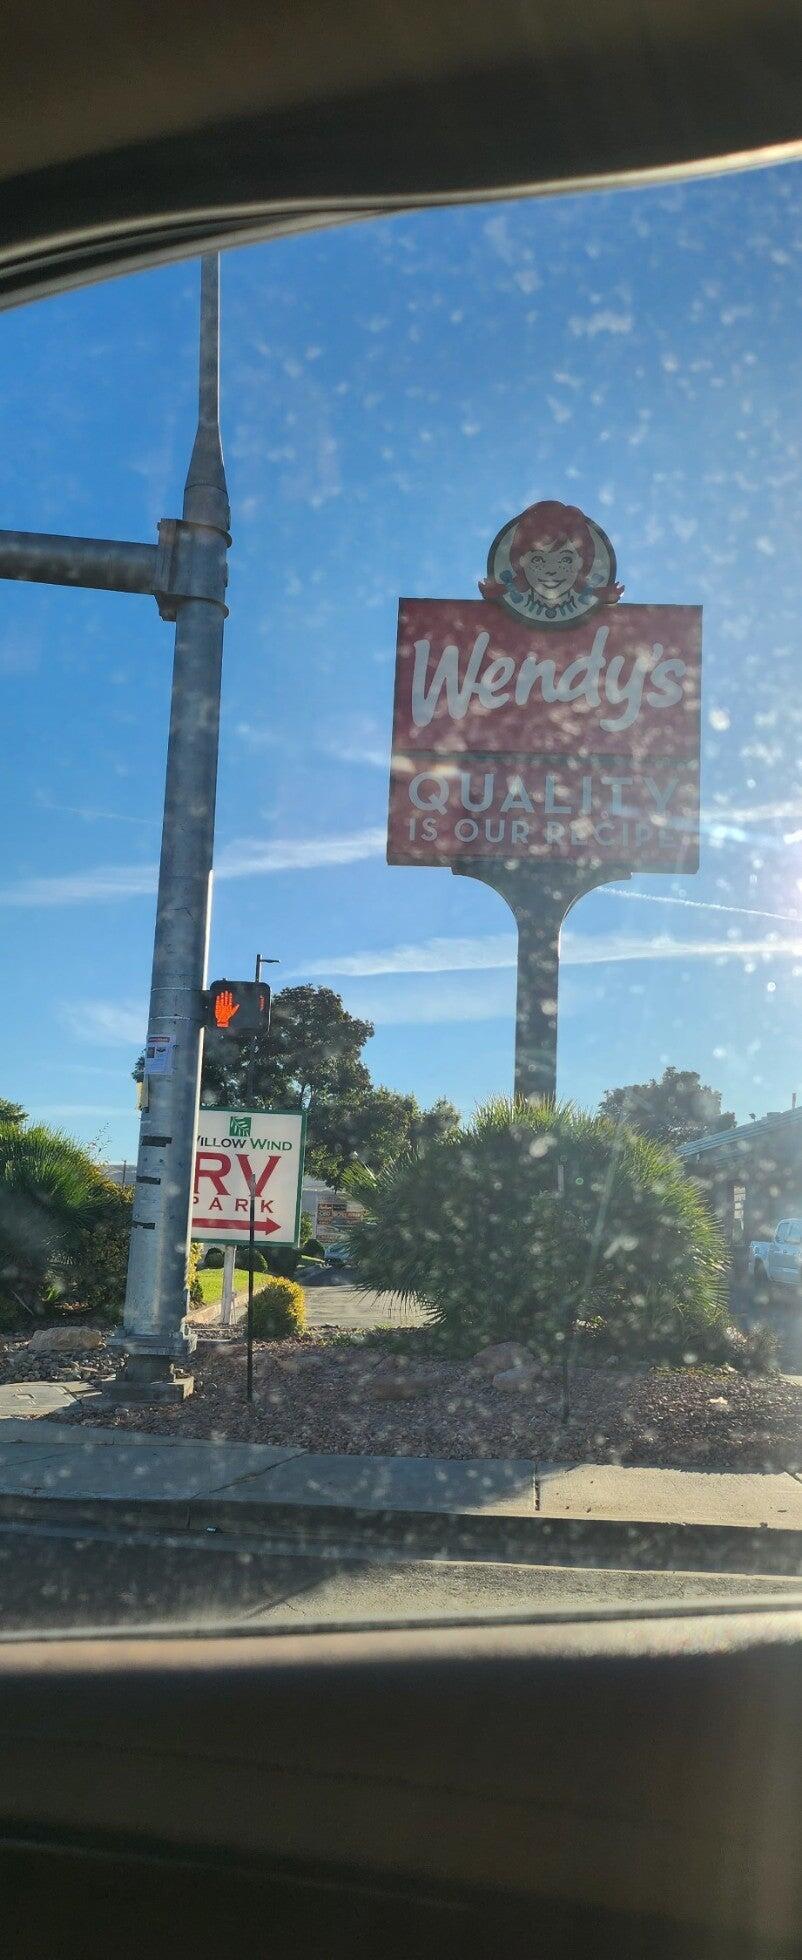 Wendy's
QUALITY
IS OUR RECIPE
WILLOW WIND
RV
PARK